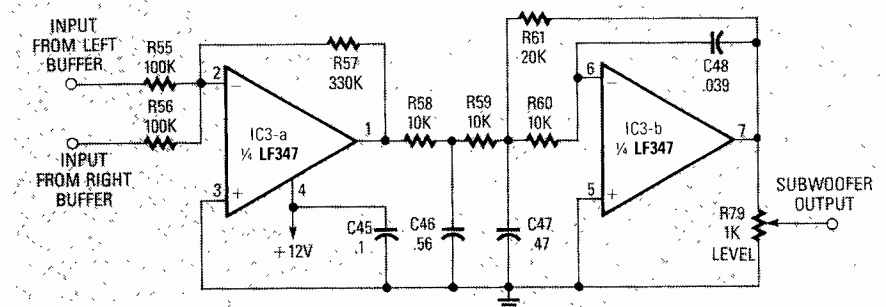 INPUT
FROM LEFT
BUFFER
R55
100K
R56
100K
INPUT
FROM RIGHT
BUFFER
2
−
3
+
IC3-a
¼ LF347
1
4
+12V
R57
330K
R58
10K
R59
10K
R60
10K
R61
20K
C45
.1
C46
.56
C47
.47
C48
.039
6
−
5
+
IC3-b
¼ LF347
7
R79
1K
LEVEL
SUBWOOFER
OUTPUT